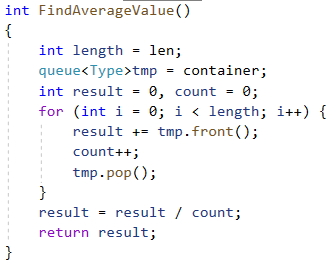 int FindAverageValue()
{
    int length = len;
    queue<Type>tmp = container;
    int result = 0, count = 0;
    for (int i = 0; i < length; i++) {
        result += tmp.front();
        count++;
        tmp.pop();
    }
    result = result / count;
    return result;
}